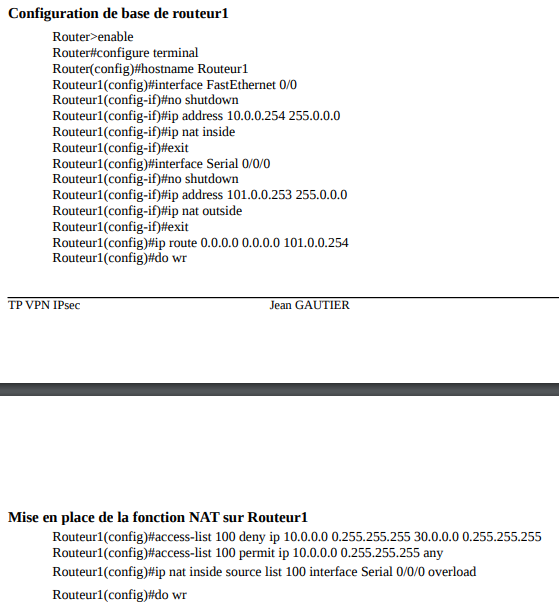 Configuration de base de routeur1
Router>enable
Router#configure terminal
Router(config)#hostname Routeur1
Routeur1(config)#interface FastEthernet 0/0
Routeur1(config-if)#no shutdown
Routeur1(config-if)#ip address 10.0.0.254 255.0.0.0
Routeur1(config-if)#ip nat inside
Routeur1(config-if)#exit
Routeur1(config)#interface Serial 0/0/0
Routeur1(config-if)#no shutdown
Routeur1(config-if)#ip address 101.0.0.253 255.0.0.0
Routeur1(config-if)#ip nat outside
Routeur1(config-if)#exit
Routeur1(config)#ip route 0.0.0.0 0.0.0.0 101.0.0.254
Routeur1(config)#do wr
TP VPN IPsec Jean GAUTIER
Mise en place de la fonction NAT sur Routeur1
Routeur1(config)#access-list 100 deny ip 10.0.0.0 0.255.255.255 30.0.0.0 0.255.255.255
Routeur1(config)#access-list 100 permit ip 10.0.0.0 0.255.255.255 any
Routeur1(config)#ip nat inside source list 100 interface Serial 0/0/0 overload
Routeur1(config)#do wr